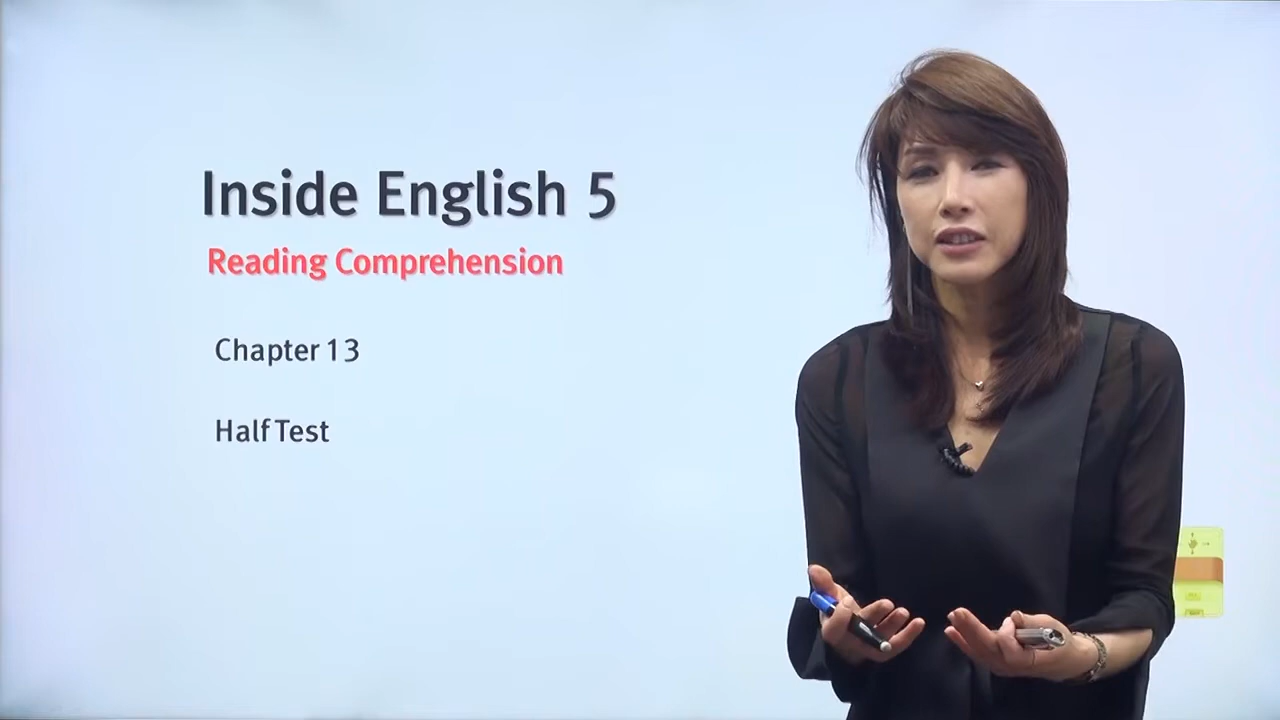 Inside English 5
Reading Comprehension
Chapter 13
Half Test